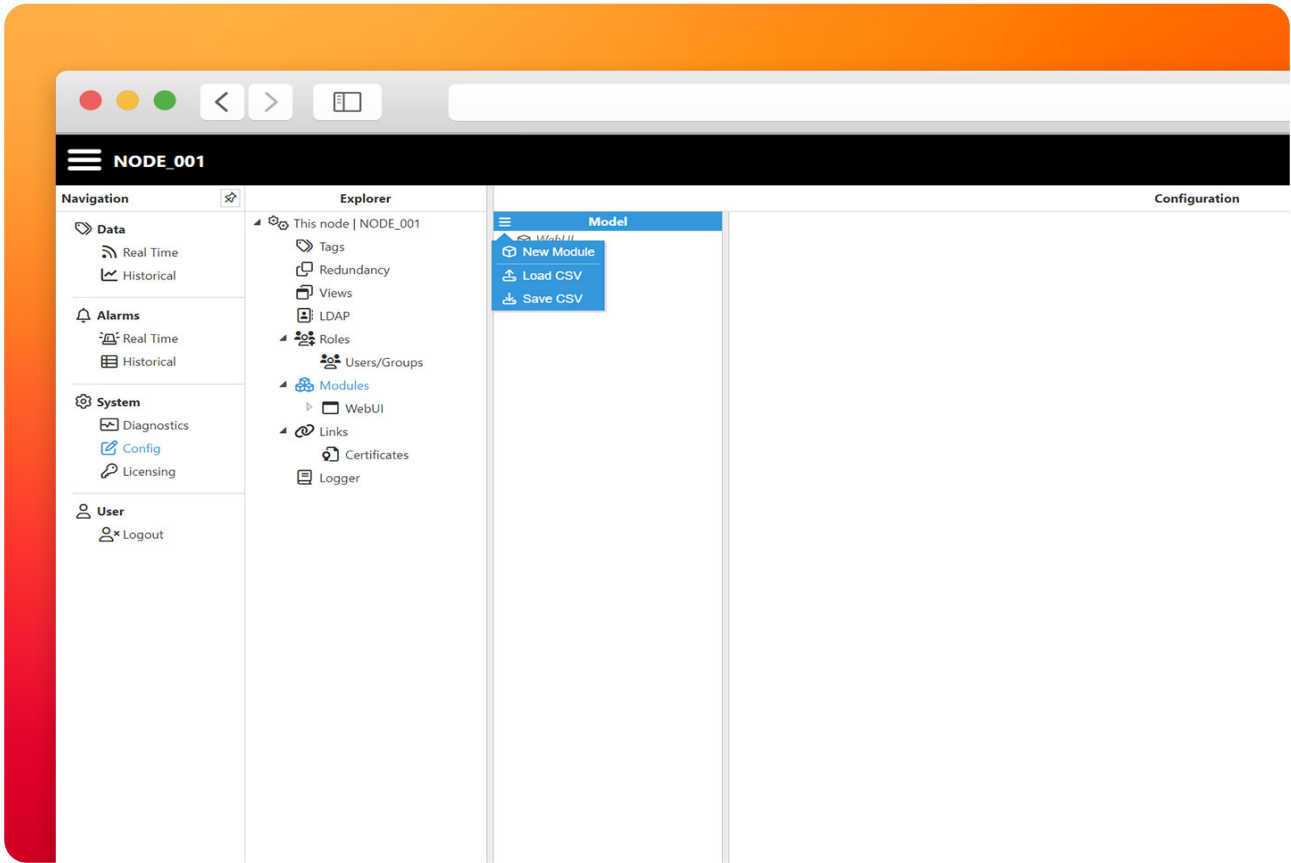 NODE_001
Navigation
Data
Real Time
Historical
Alarms
Real Time
Historical
System
Diagnostics
Config
Licensing
User
Logout
Explorer
This node | NODE_001
Tags
Redundancy
Views
LDAP
Roles
Users/Groups
Modules
WebUI
Links
Certificates
Logger
Model
WebUI
New Module
Load CSV
Save CSV
Configuration